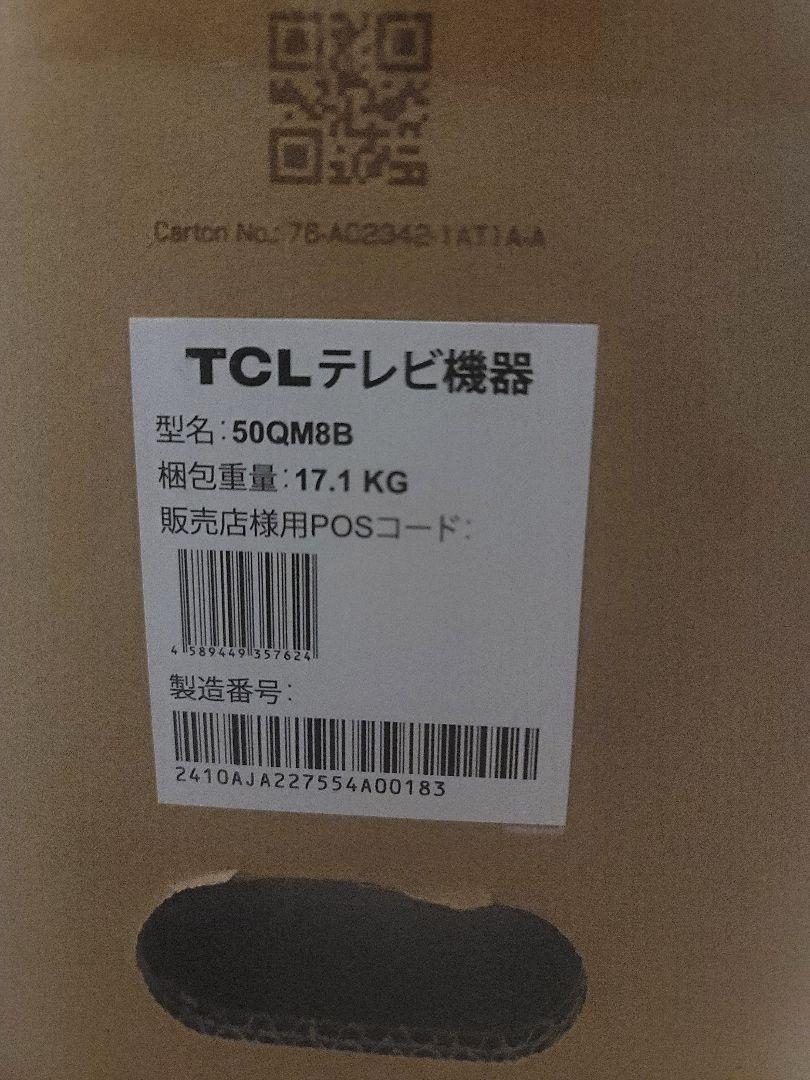 Carton No.: 76-AC2342-1AT1A-A
TCLテレビ機器
型名:50QM8B
梱包重量:17.1 KG
販売店様用POSコード:
4 589449 357624
製造番号:
2410AJA227554A00183